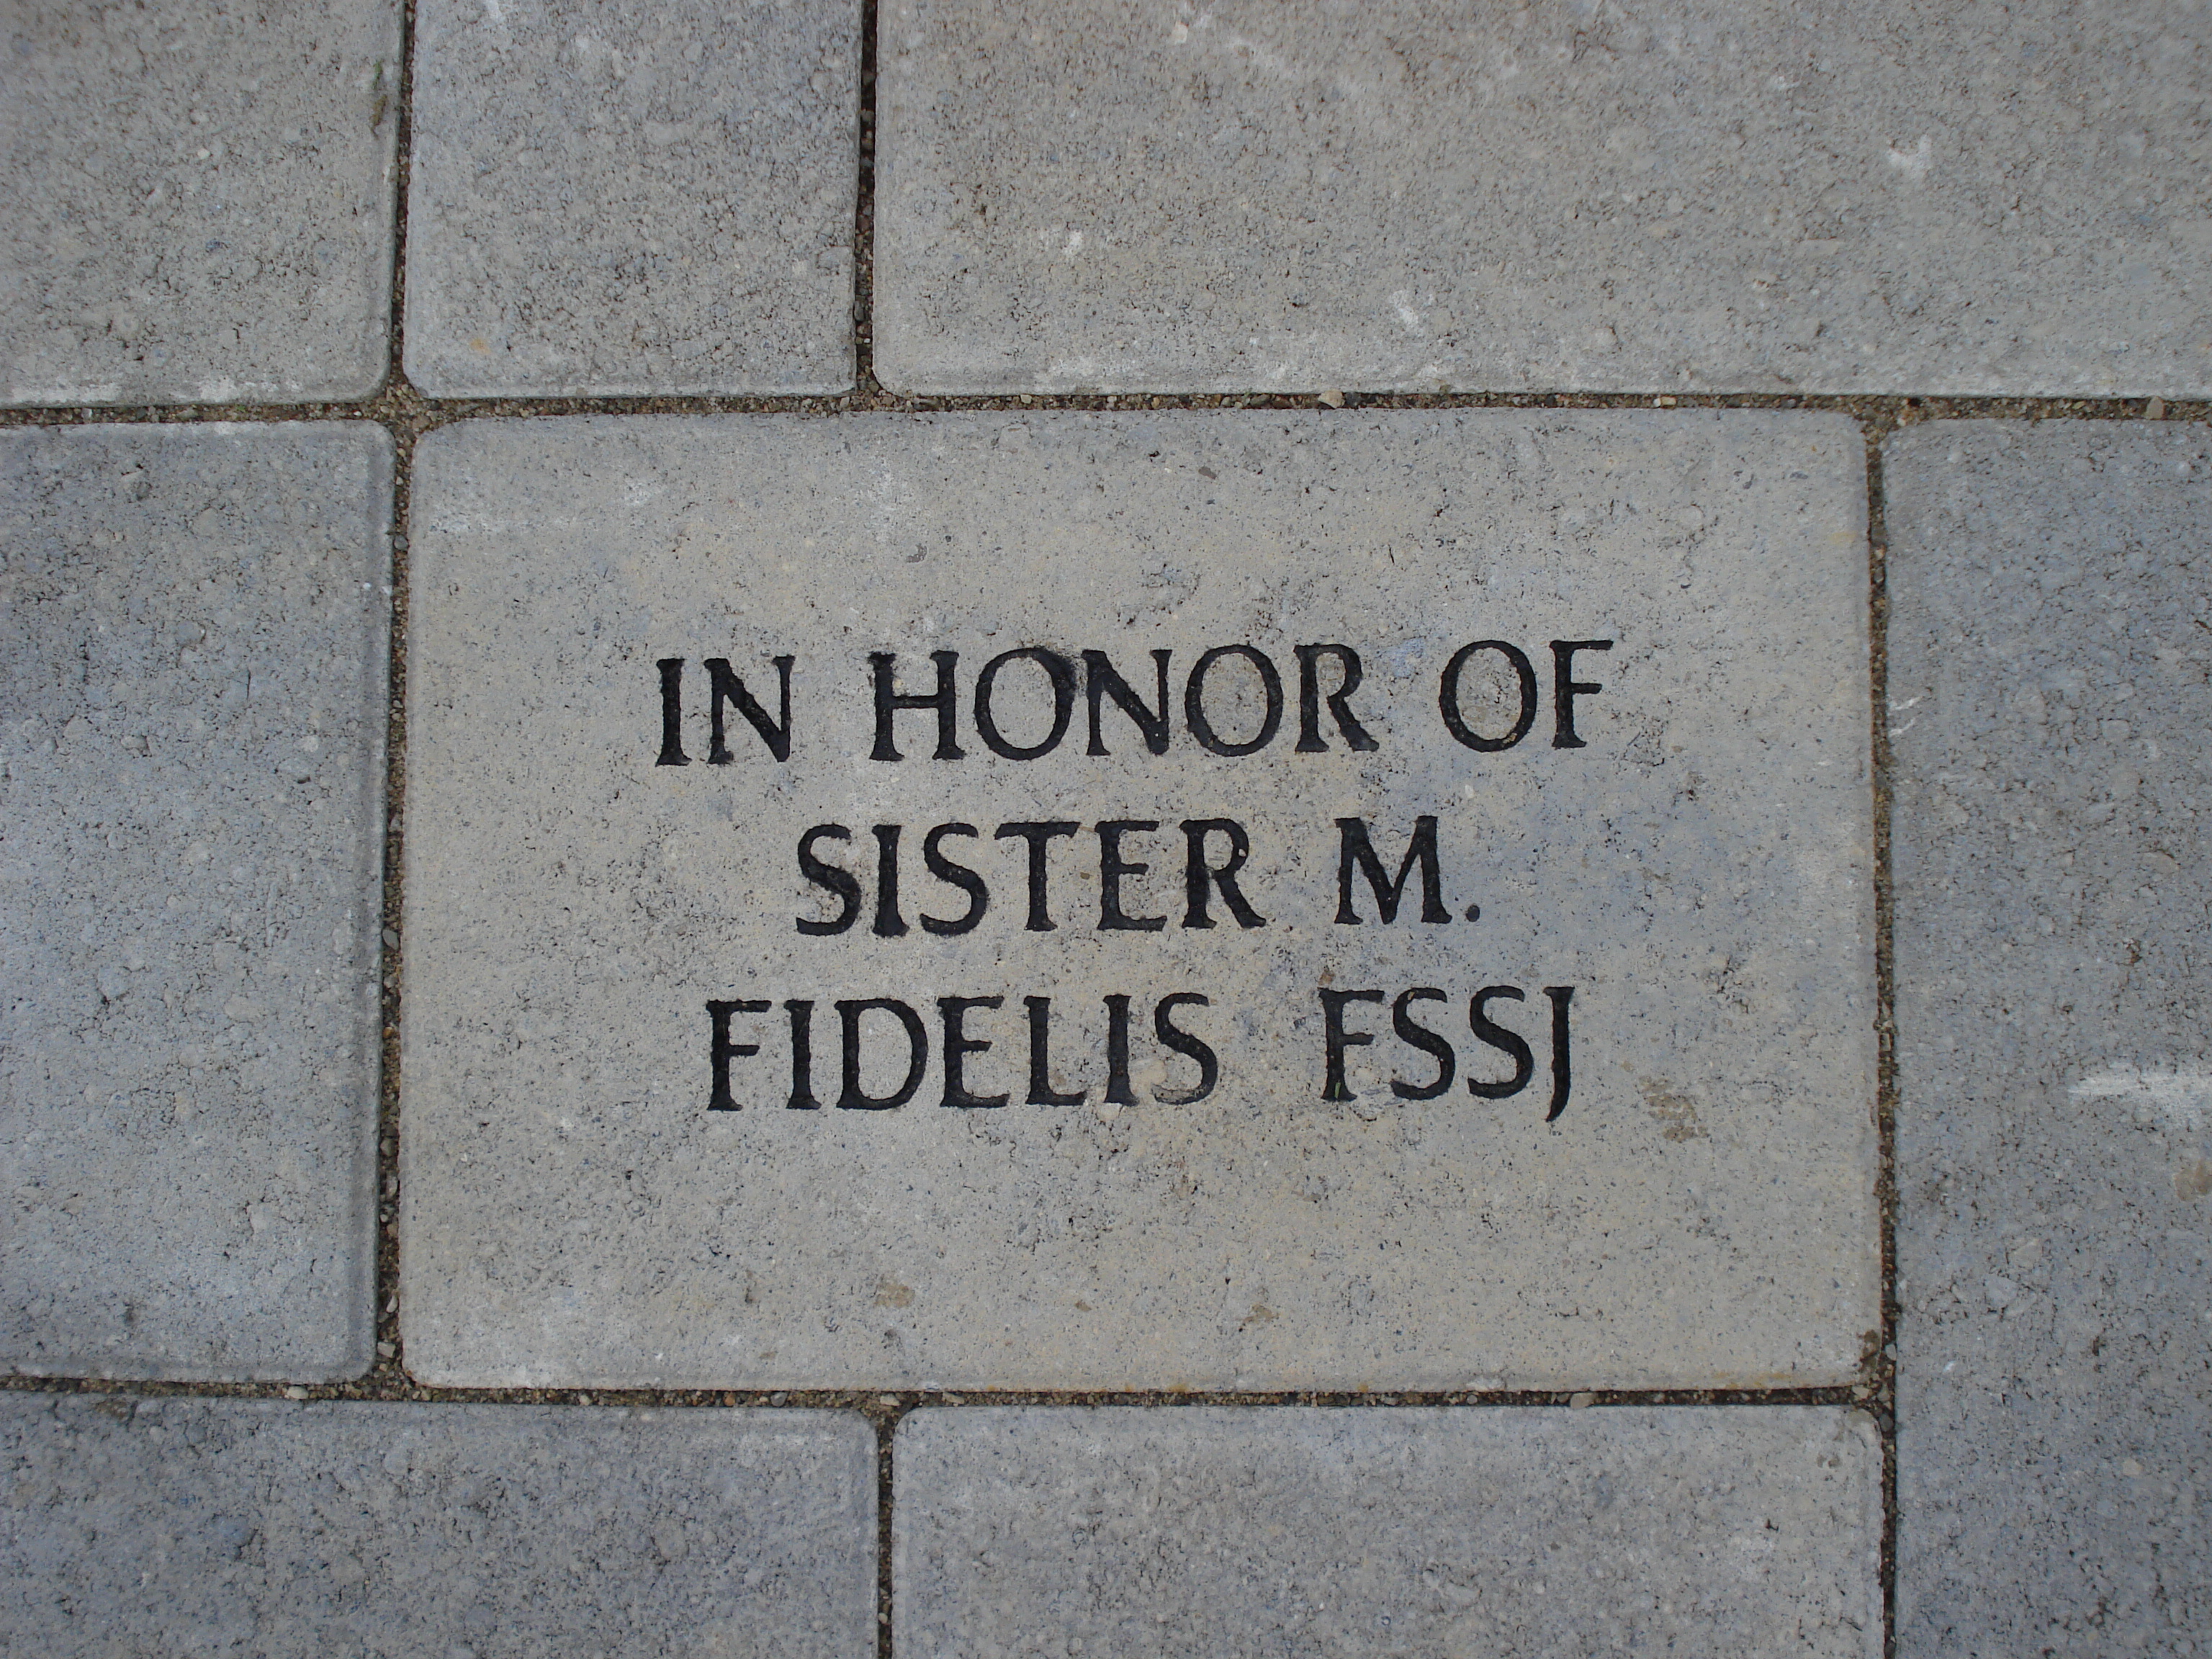 IN HONOR OF
SISTER M.
FIDELIS FSSJ